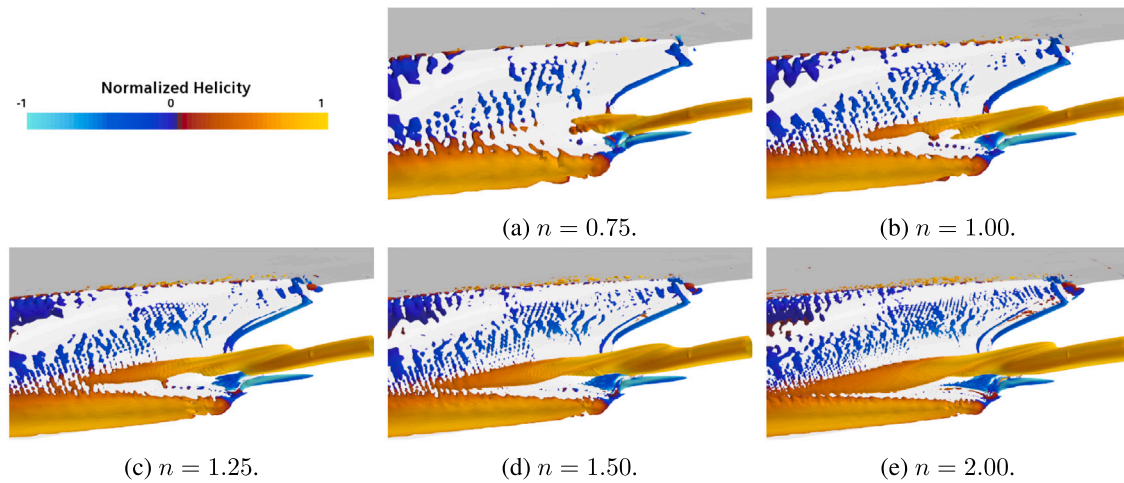 Normalized Helicity
-1 0 1
(a) n = 0.75.
(b) n = 1.00.
(c) n = 1.25.
(d) n = 1.50.
(e) n = 2.00.